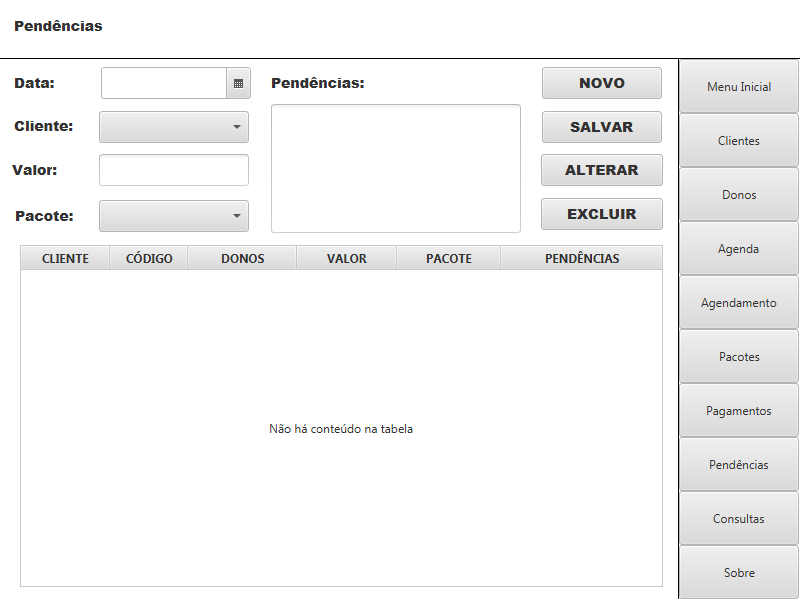 Pendências
Data:
Pendências:
NOVO
Cliente:
SALVAR
Valor:
ALTERAR
Pacote:
EXCLUIR
CLIENTE CÓDIGO DONOS VALOR PACOTE PENDÊNCIAS
Não há conteúdo na tabela
Menu Inicial
Clientes
Donos
Agenda
Agendamento
Pacotes
Pagamentos
Pendências
Consultas
Sobre